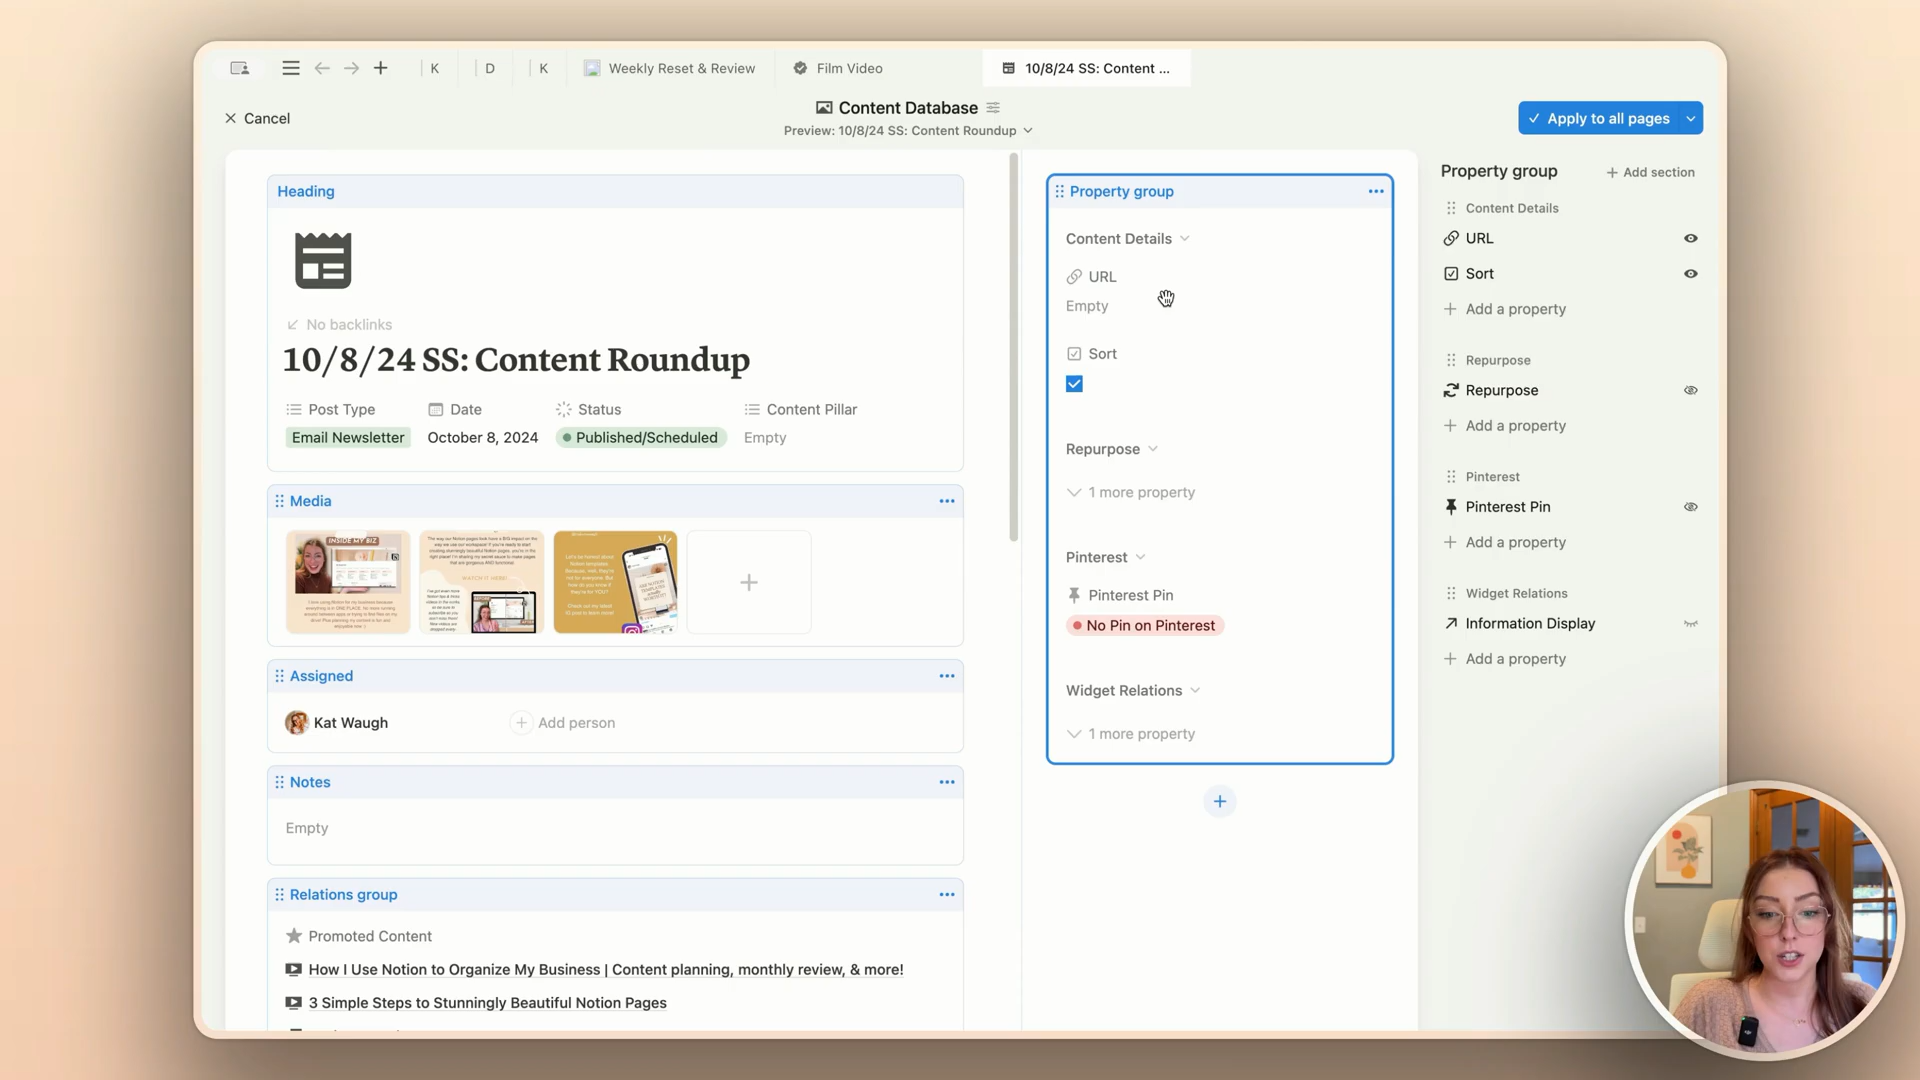 K
D
K
Weekly Reset & Review
Film Video
10/8/24 SS: Content ...
Cancel
Content Database
Preview: 10/8/24 SS: Content Roundup
Apply to all pages
Heading
No backlinks
10/8/24 SS: Content Roundup
Post Type
Date
Status
Content Pillar
Email Newsletter
October 8, 2024
Published/Scheduled
Empty
Media
INSIDE MY BIZ
WATCH IT HERE!
Assigned
Kat Waugh
Add person
Notes
Empty
Relations group
Promoted Content
How I Use Notion to Organize My Business | Content planning, monthly review, & more!
3 Simple Steps to Stunningly Beautiful Notion Pages
Property group
Content Details
URL
Empty
Sort
Repurpose
1 more property
Pinterest
Pinterest Pin
No Pin on Pinterest
Widget Relations
1 more property
Property group
Add section
Content Details
URL
Sort
Add a property
Repurpose
Repurpose
Add a property
Pinterest
Pinterest Pin
Add a property
Widget Relations
Information Display
Add a property